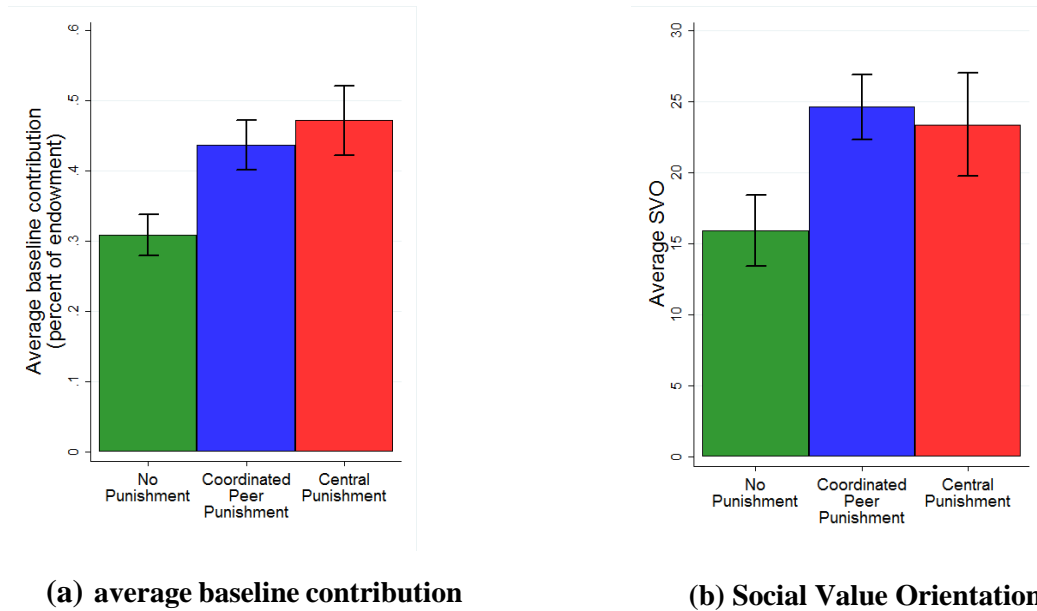 Average baseline contribution
(percent of endowment)
.6
.5
.4
.3
.2
.1
0
No
Punishment
Coordinated
Peer
Punishment
Central
Punishment
(a) average baseline contribution
Average SVO
30
25
20
15
10
5
0
No
Punishment
Coordinated
Peer
Punishment
Central
Punishment
(b) Social Value Orientation